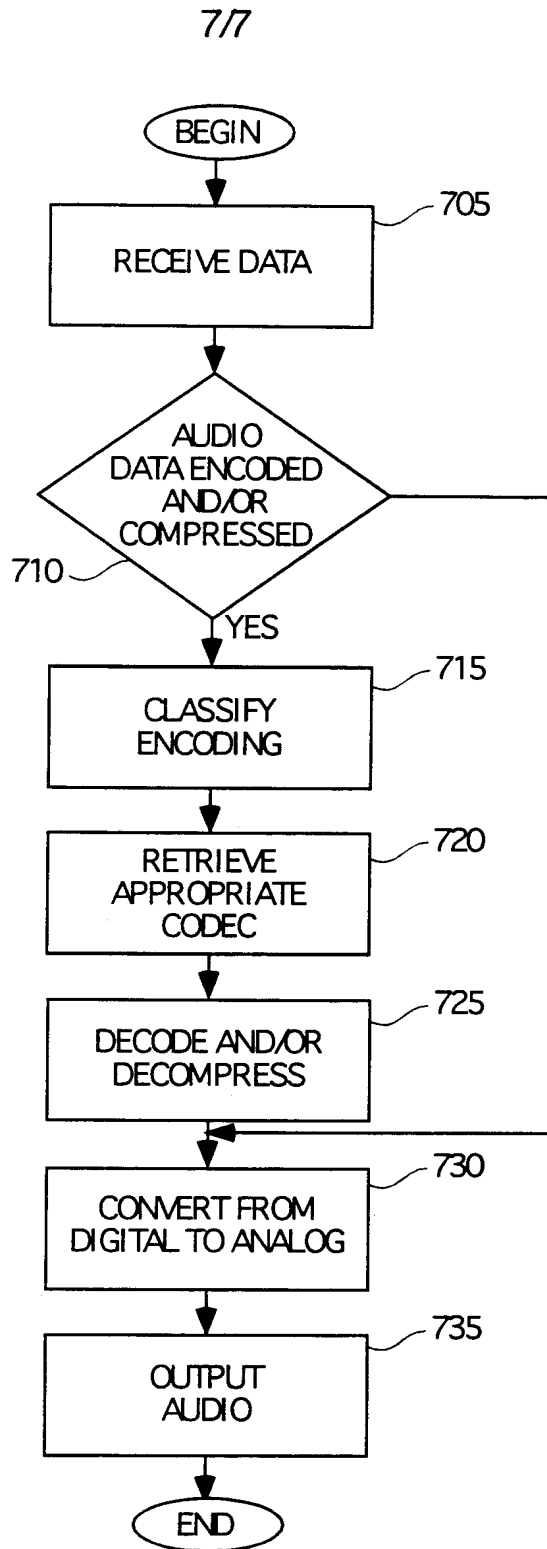 7/7
BEGIN
705
RECEIVE DATA
AUDIO
DATA ENCODED
AND/OR
COMPRESSED
710
YES
715
CLASSIFY
ENCODING
720
RETRIEVE
APPROPRIATE
CODEC
725
DECODE AND/OR
DECOMPRESS
730
CONVERT FROM
DIGITAL TO ANALOG
735
OUTPUT
AUDIO
END